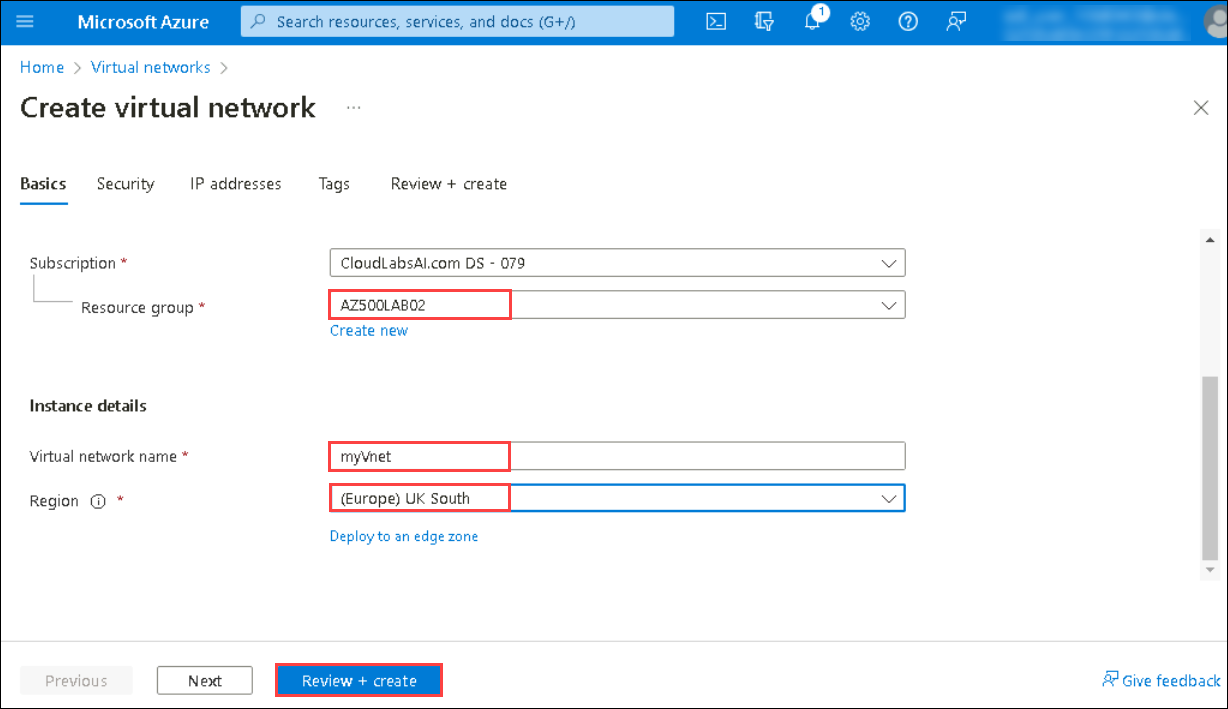 Microsoft Azure Search resources, services, and docs (G+/) 1
Home > Virtual networks >
Create virtual network ...
Basics Security IP addresses Tags Review + create
Subscription * CloudLabsAI.com DS - 079
Resource group * AZ500LAB02
Create new
Instance details
Virtual network name * myVnet
Region * (Europe) UK South
Deploy to an edge zone
Previous Next Review + create Give feedback